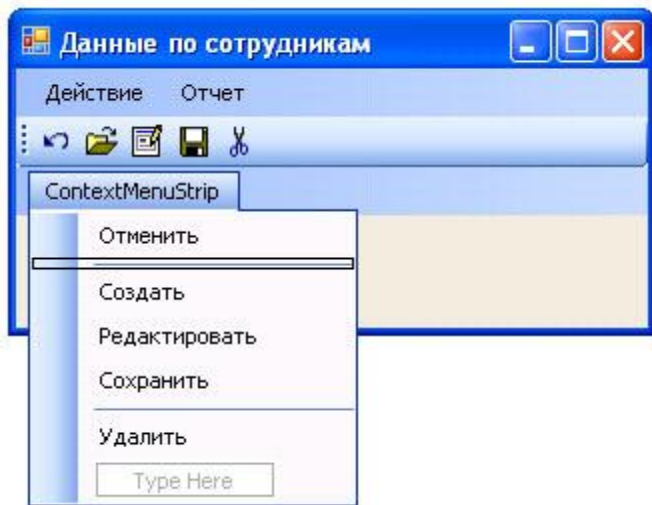 Данные по сотрудникам
Действие Отчет
ContextMenuStrip
Отменить
Создать
Редактировать
Сохранить
Удалить
Type Here